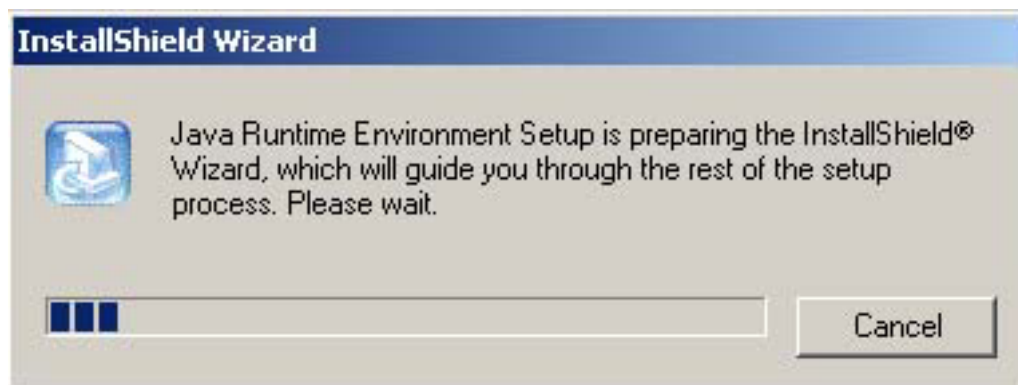 InstallShield Wizard
Java Runtime Environment Setup is preparing the InstallShield®
Wizard, which will guide you through the rest of the setup
process. Please wait.
Cancel